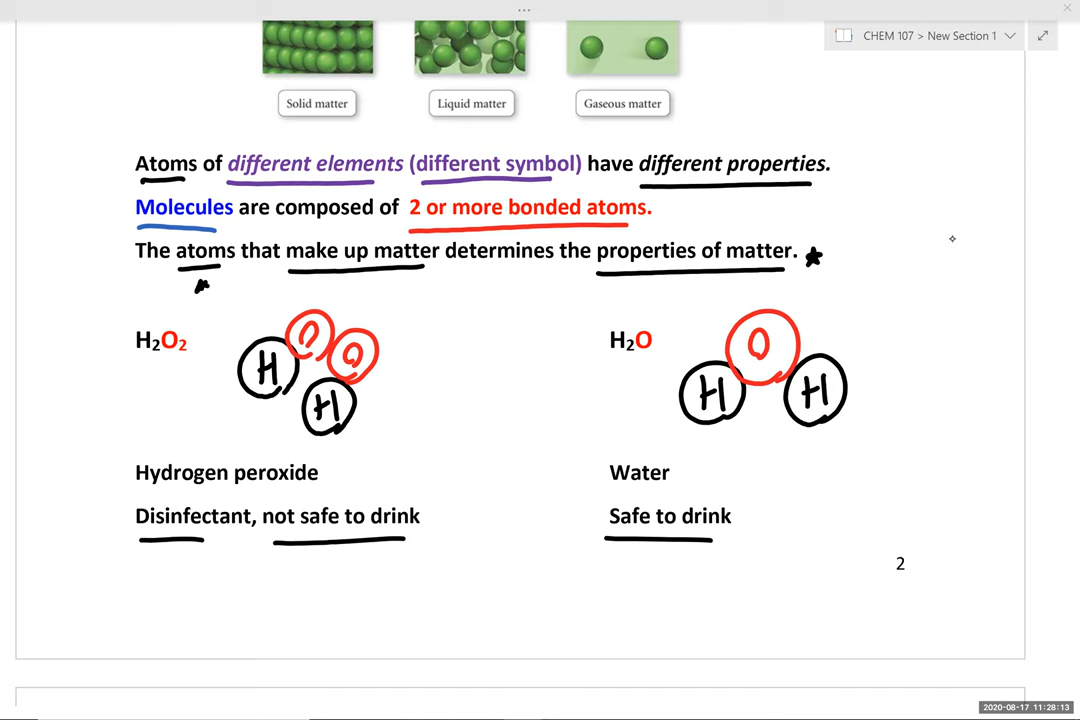 CHEM 107 > New Section 1
Solid matter Liquid matter Gaseous matter
Atoms of different elements (different symbol) have different properties.
Molecules are composed of 2 or more bonded atoms.
The atoms that make up matter determines the properties of matter.
H₂O₂ H O O H H₂O H O H
Hydrogen peroxide Water
Disinfectant, not safe to drink Safe to drink
2
2020-08-17 11:28:13